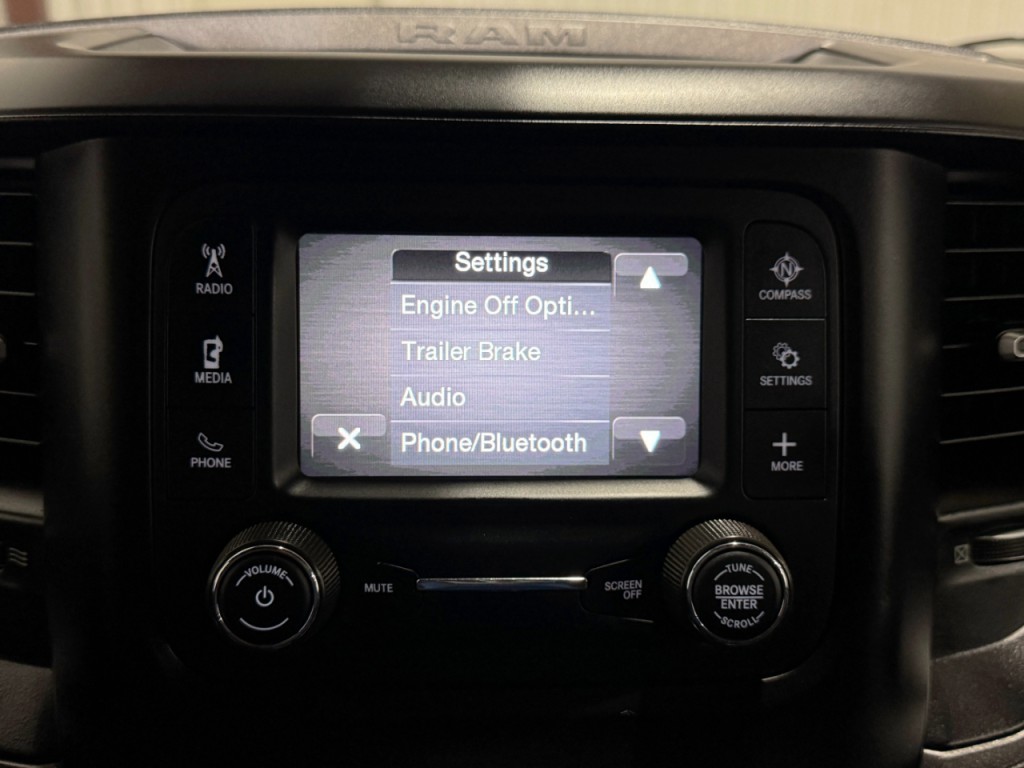 RAM
RADIO
MEDIA
PHONE
Settings
Engine Off Opti...
Trailer Brake
Audio
Phone/Bluetooth
N
COMPASS
SETTINGS
MORE
VOLUME
MUTE
SCREEN
OFF
TUNE
BROWSE
ENTER
SCROLL